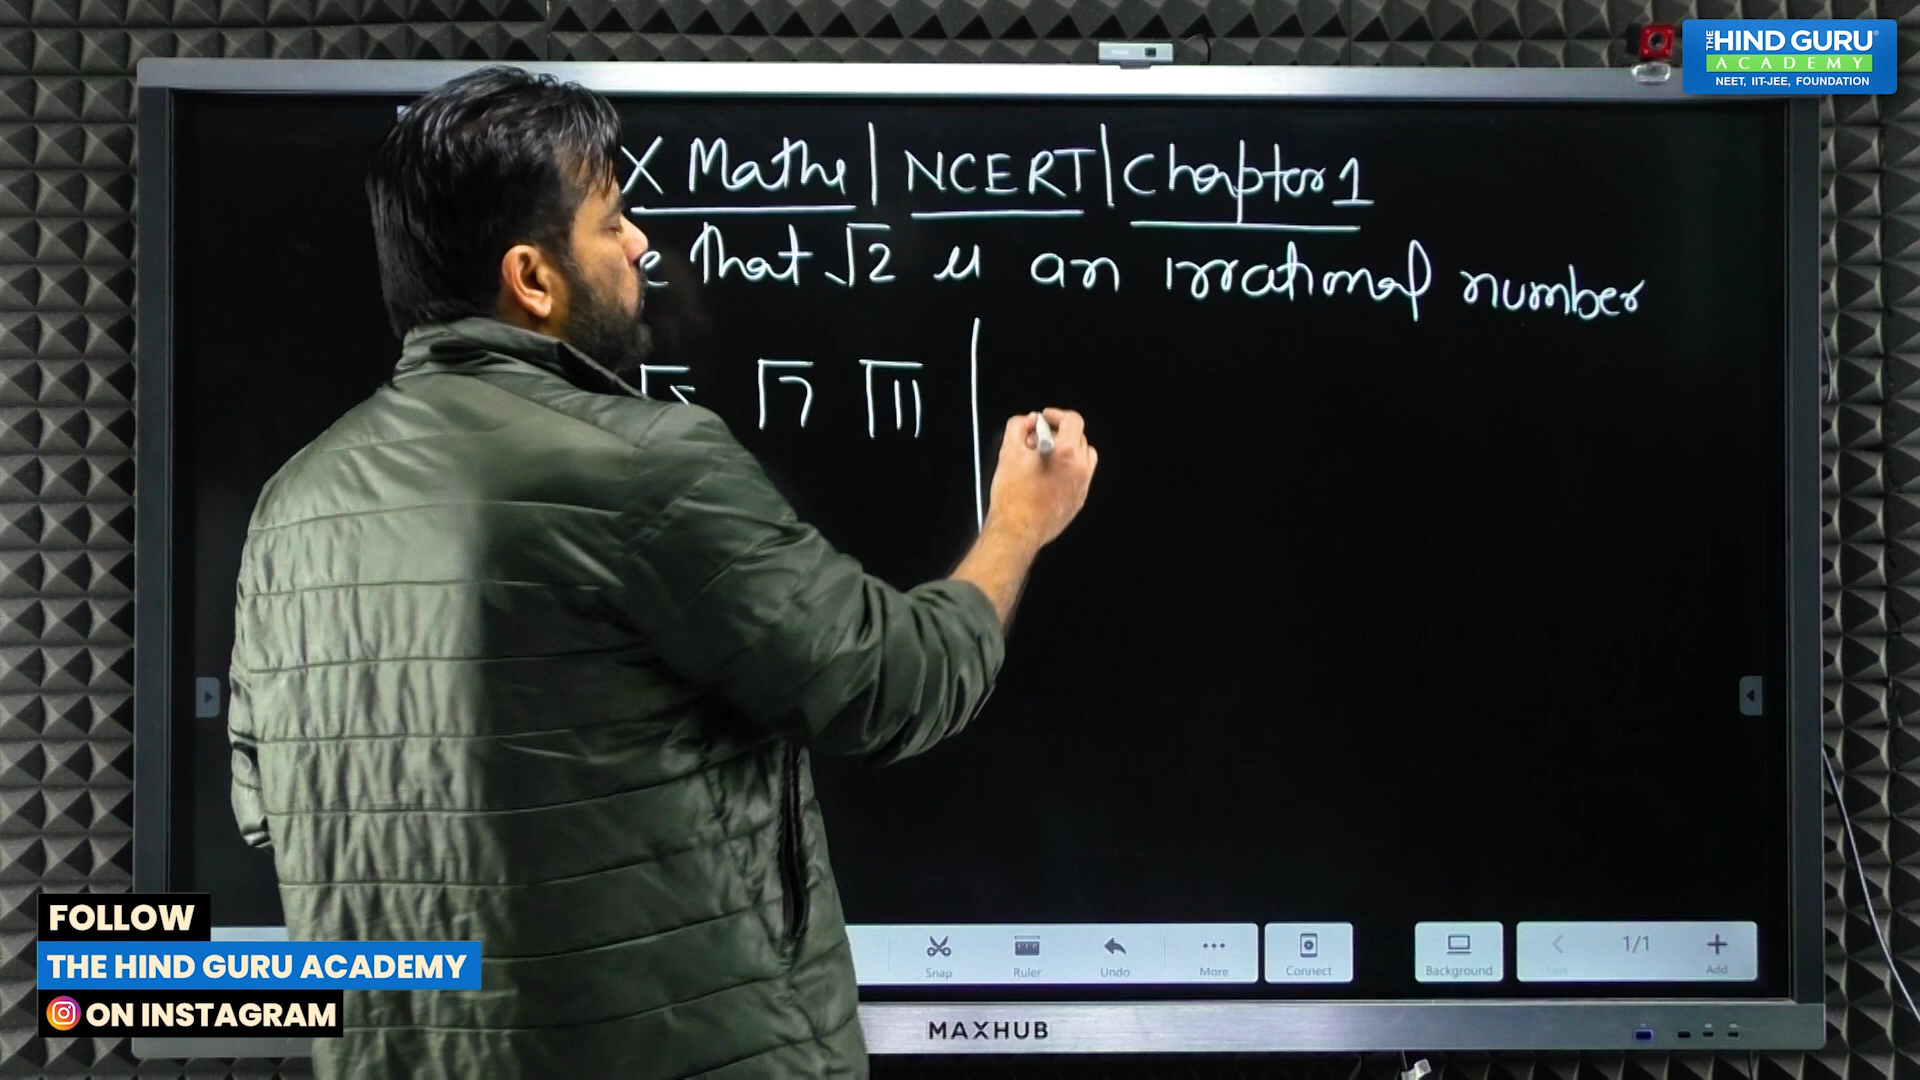 THE HIND GURU®
ACADEMY
NEET, IIT-JEE, FOUNDATION
X Maths | NCERT | Chapter 1
e that √2 is an irrational number
√5 √7 √11
Snap
Ruler
Undo
More
Connect
Background
1/1
Add
MAXHUB
FOLLOW
THE HIND GURU ACADEMY
ON INSTAGRAM